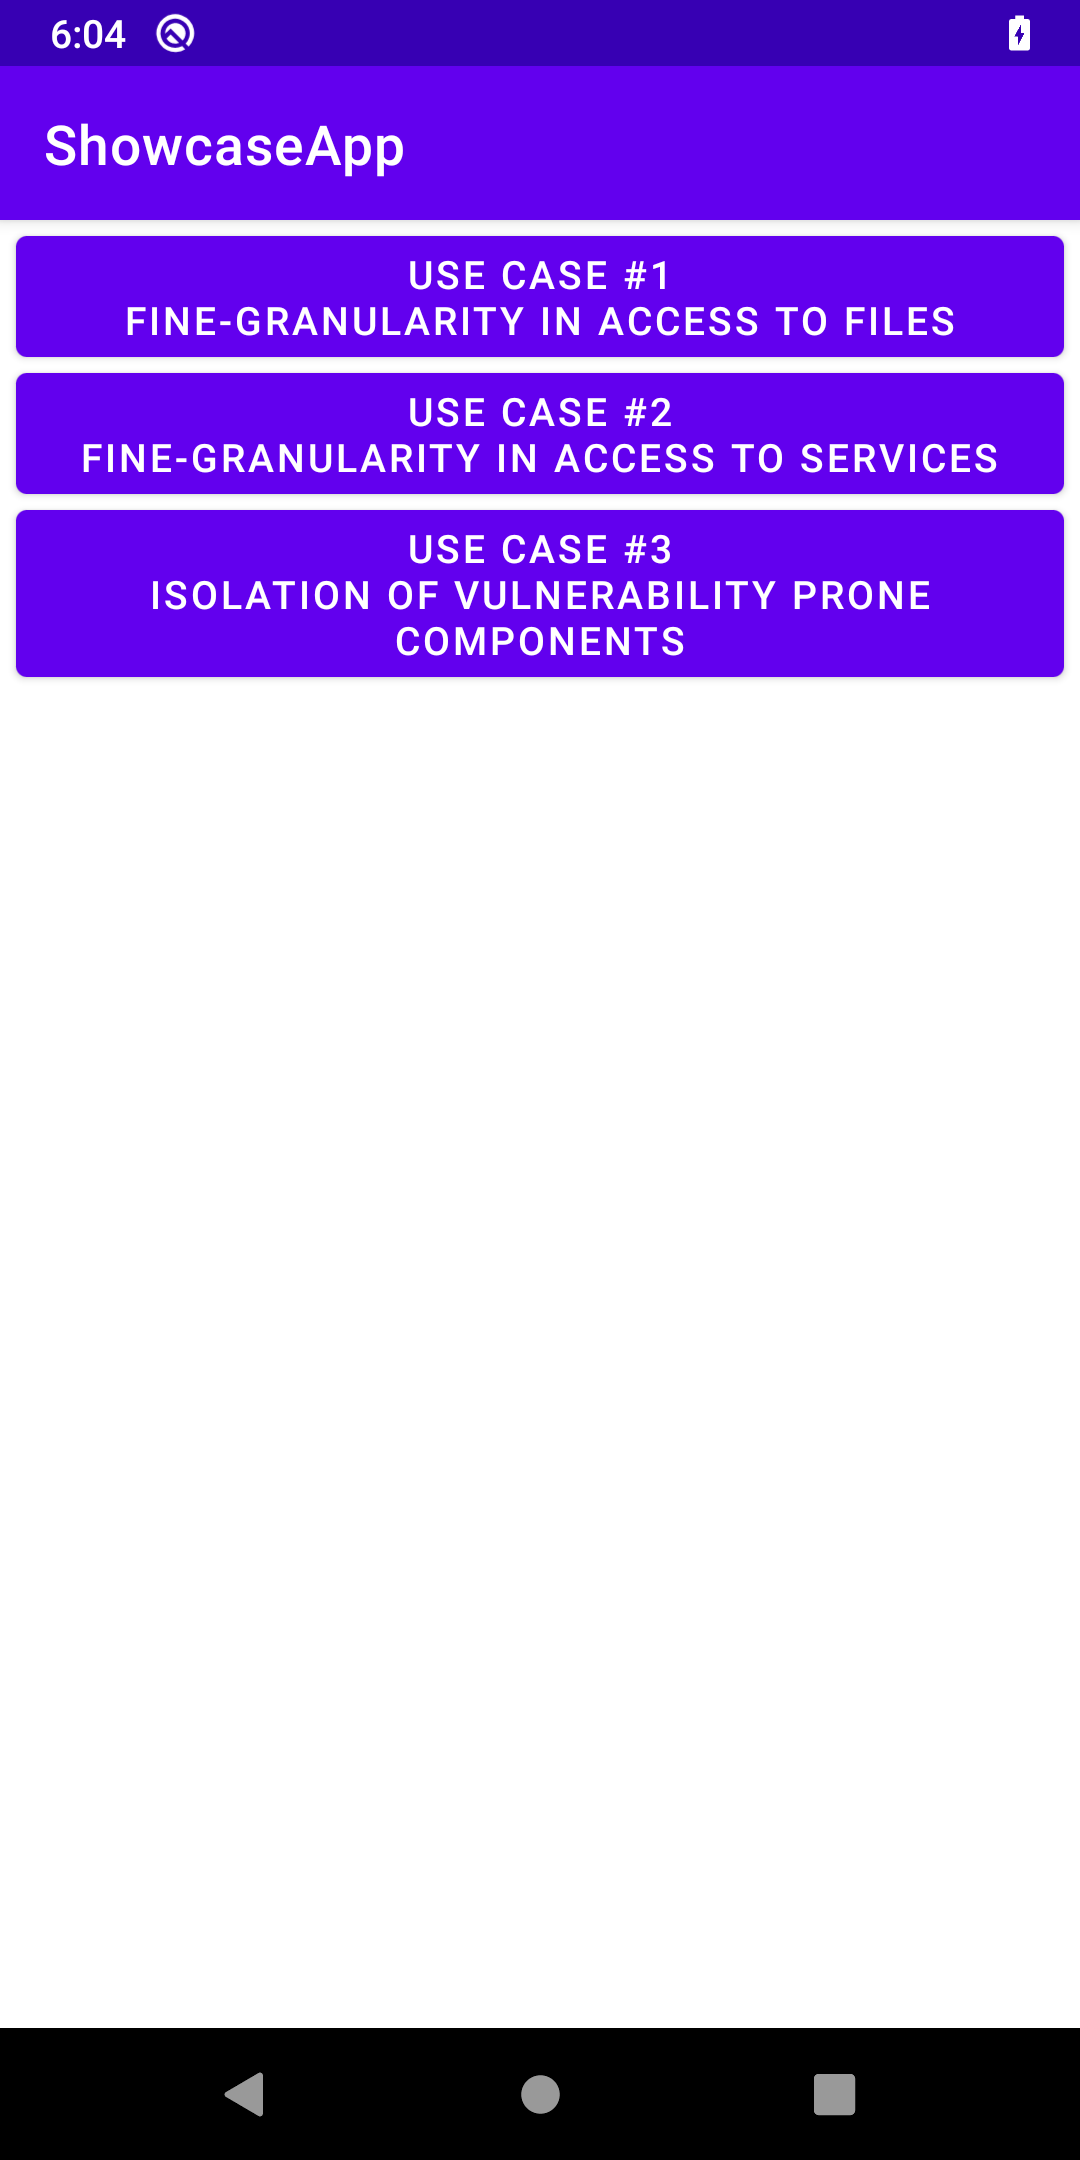 6:04
ShowcaseApp
USE CASE #1
FINE-GRANULARITY IN ACCESS TO FILES
USE CASE #2
FINE-GRANULARITY IN ACCESS TO SERVICES
USE CASE #3
ISOLATION OF VULNERABILITY PRONE
COMPONENTS